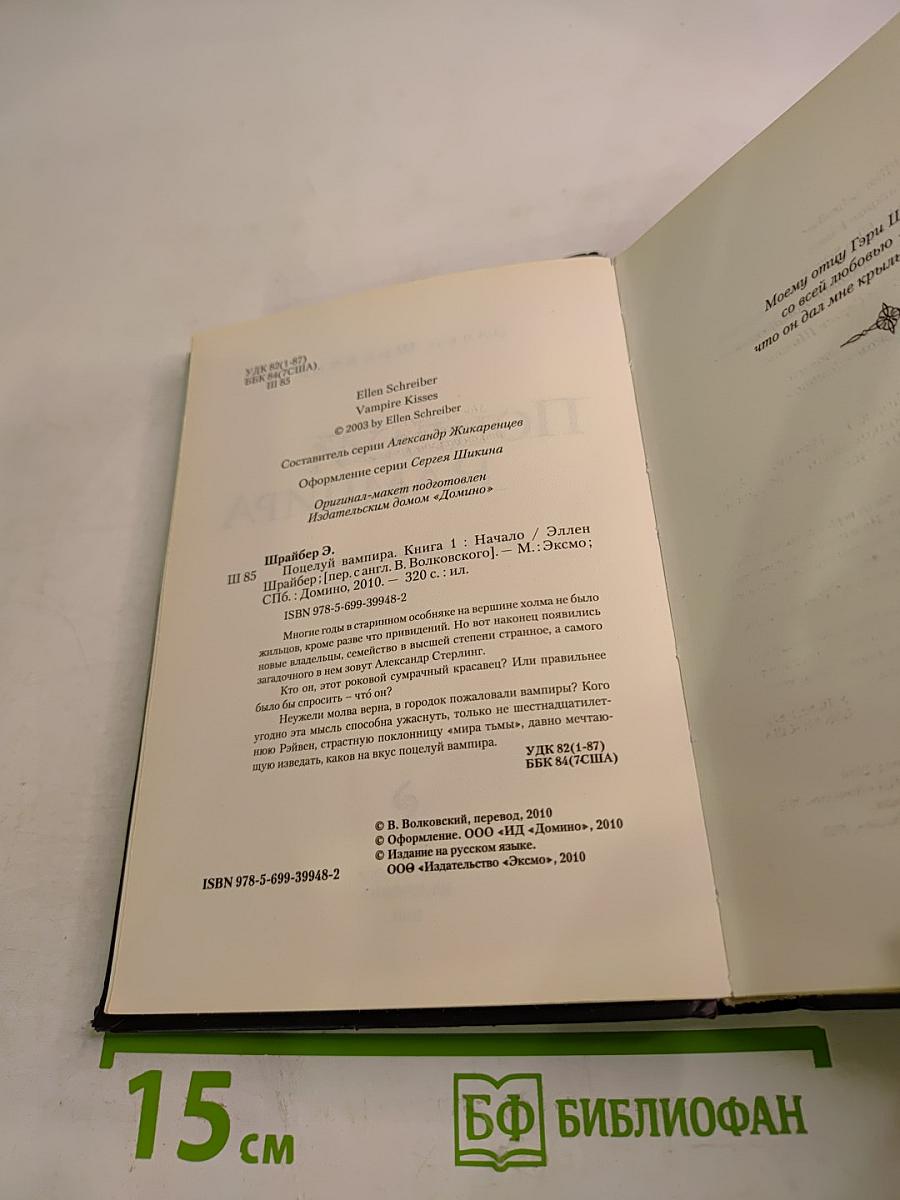 УДК 82(1-87)
ББК 84(7США)
Ш 85
Ellen Schreiber
Vampire Kisses
© 2003 by Ellen Schreiber
Составитель серии Александр Жикаренцев
Оформление серии Сергея Шикина
Оригинал-макет подготовлен
Издательским домом «Домино»
Шрайбер Э.
Ш 85 Поцелуй вампира. Книга 1 : Начало / Эллен
Шрайбер ; [пер. с англ. В. Волковского]. — М. : Эксмо ;
СПб. : Домино, 2010. — 320 с. : ил.
ISBN 978-5-699-39948-2
Многие годы в старинном особняке на вершине холма не было
жильцов, кроме разве что привидений. Но вот наконец появились
новые владельцы, семейство в высшей степени странное, а самого
загадочного в нем зовут Александр Стерлинг.
Кто он, этот роковой сумрачный красавец? Или правильнее
было бы спросить – что́ он?
Неужели молва верна, в городок пожаловали вампиры? Кого
угодно эта мысль способна ужаснуть, только не шестнадцатилет-
нюю Рэйвен, страстную поклонницу «мира тьмы», давно мечтаю-
щую изведать, каков на вкус поцелуй вампира.
УДК 82(1-87)
ББК 84(7США)
© В. Волковский, перевод, 2010
© Оформление. ООО «ИД «Домино», 2010
© Издание на русском языке.
ООО «Издательство «Эксмо», 2010
ISBN 978-5-699-39948-2
Моему отцу Гэри Ш
со всей любовью
что он дал мне крыль
15 см
БФ БИБЛИОФАН